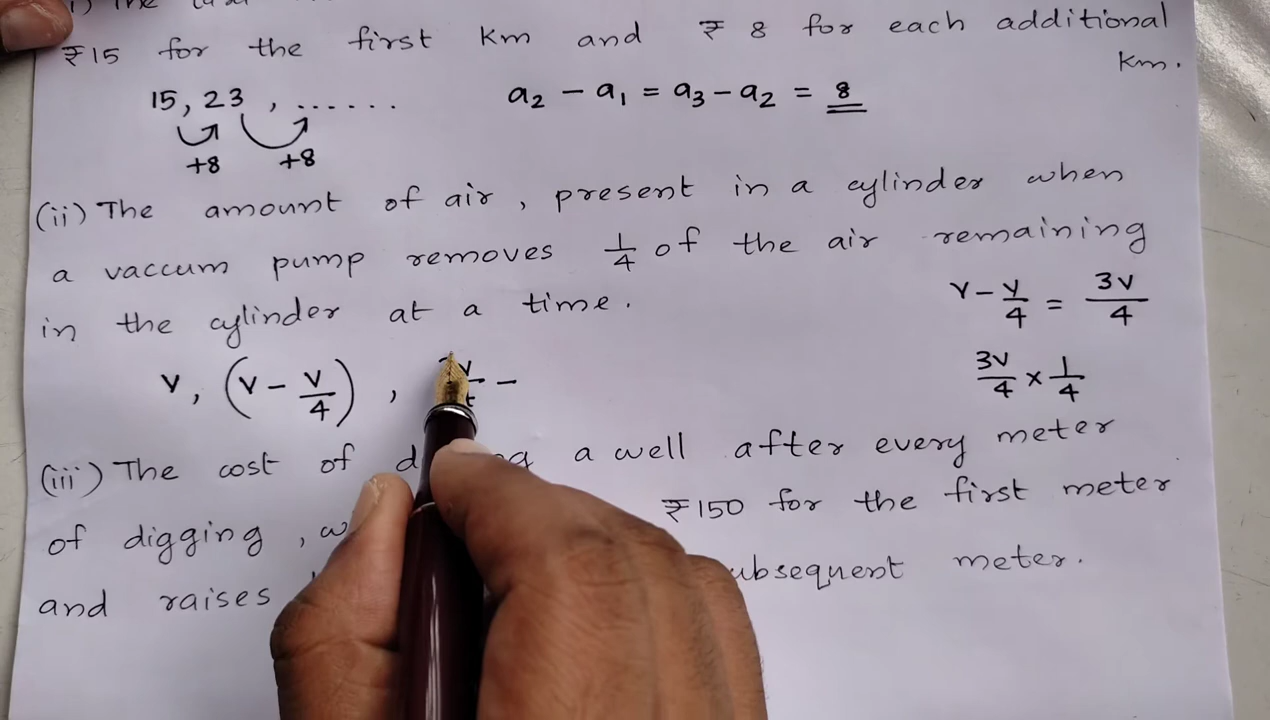 ₹15 for the first km and ₹ 8 for each additional
km.
15, 23 , ...... a₂ - a₁ = a₃ - a₂ = 8
+8 +8
(ii) The amount of air , present in a cylinder when
a vaccum pump removes 1/4 of the air remaining
in the cylinder at a time.
v - v/4 = 3v/4
v, (v - v/4) , -
3v/4 × 1/4
(iii) The cost of a well after every meter
of digging , ₹150 for the first meter
and raises subsequent meter.